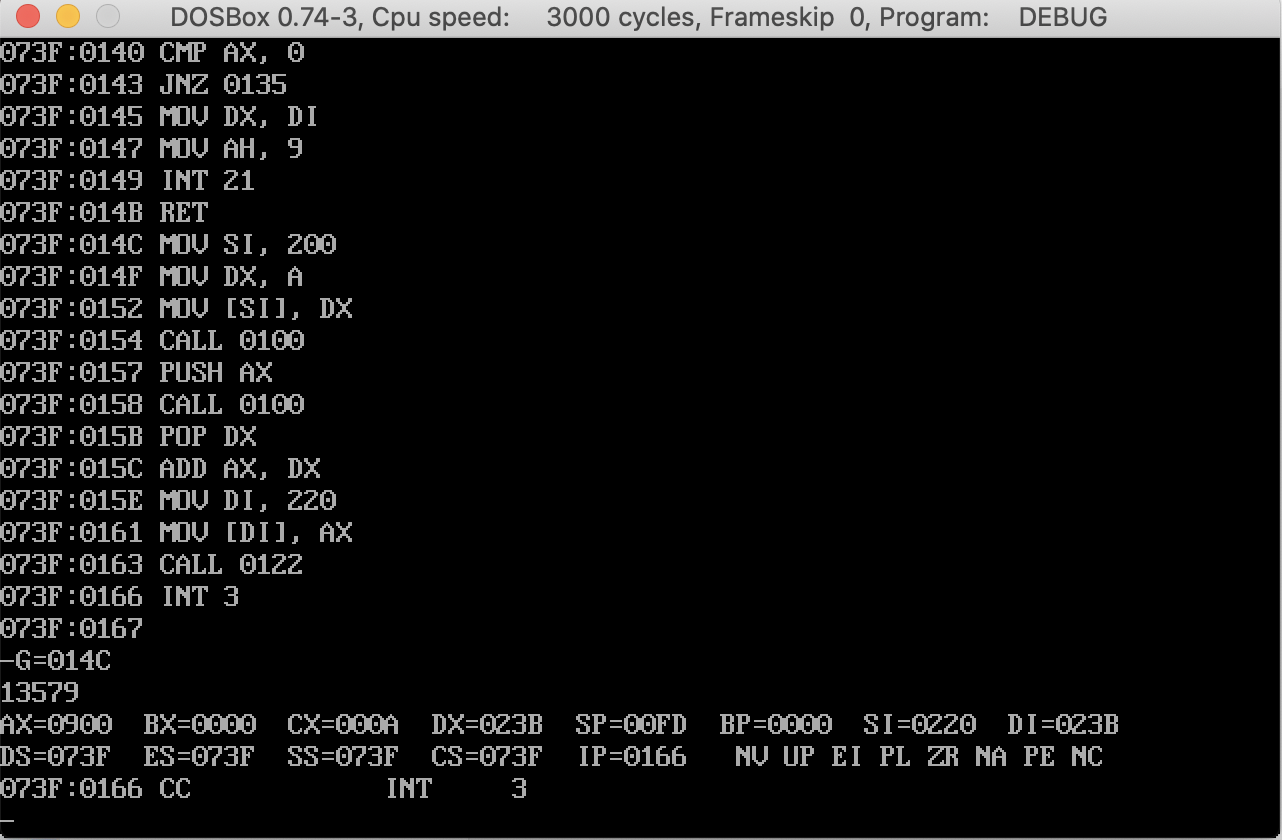 DOSBox 0.74-3, Cpu speed: 3000 cycles, Frameskip 0, Program: DEBUG
073F:0140 CMP AX, 0
073F:0143 JNZ 0135
073F:0145 MOV DX, DI
073F:0147 MOV AH, 9
073F:0149 INT 21
073F:014B RET
073F:014C MOV SI, 200
073F:014F MOV DX, A
073F:0152 MOV [SI], DX
073F:0154 CALL 0100
073F:0157 PUSH AX
073F:0158 CALL 0100
073F:015B POP DX
073F:015C ADD AX, DX
073F:015E MOV DI, 220
073F:0161 MOV [DI], AX
073F:0163 CALL 0122
073F:0166 INT 3
073F:0167
-G=014C
13579
AX=0900 BX=0000 CX=000A DX=023B SP=00FD BP=0000 SI=0220 DI=023B
DS=073F ES=073F SS=073F CS=073F IP=0166 NV UP EI PL ZR NA PE NC
073F:0166 CC INT 3
-